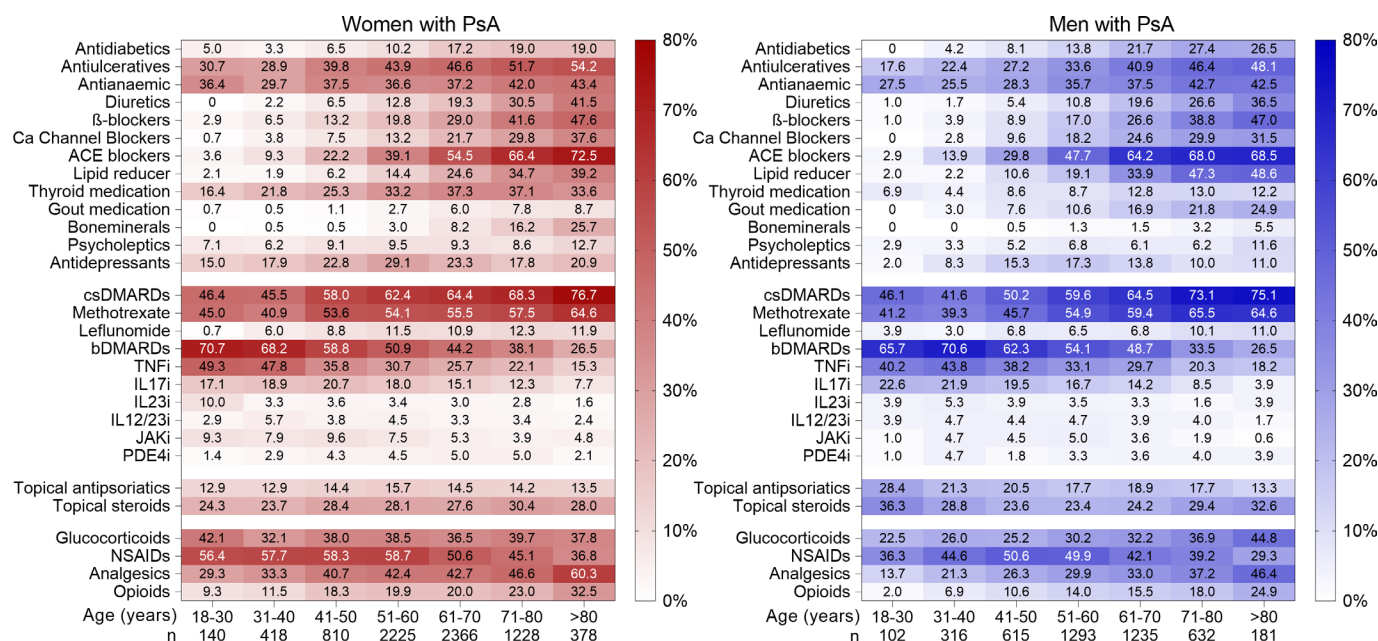 Women with PsA
Antidiabetics 5.0 3.3 6.5 10.2 17.2 19.0 19.0
Antiulceratives 30.7 28.9 39.8 43.9 46.6 51.7 54.2
Antianaemic 36.4 29.7 37.5 36.6 37.2 42.0 43.4
Diuretics 0 2.2 6.5 12.8 19.3 30.5 41.5
ß-blockers 2.9 6.5 13.2 19.8 29.0 41.6 47.6
Ca Channel Blockers 0.7 3.8 7.5 13.2 21.7 29.8 37.6
ACE blockers 3.6 9.3 22.2 39.1 54.5 66.4 72.5
Lipid reducer 2.1 1.9 6.2 14.4 24.6 34.7 39.2
Thyroid medication 16.4 21.8 25.3 33.2 37.3 37.1 33.6
Gout medication 0.7 0.5 1.1 2.7 6.0 7.8 8.7
Boneminerals 0 0.5 0.5 3.0 8.2 16.2 25.7
Psycholeptics 7.1 6.2 9.1 9.5 9.3 8.6 12.7
Antidepressants 15.0 17.9 22.8 29.1 23.3 17.8 20.9
csDMARDs 46.4 45.5 58.0 62.4 64.4 68.3 76.7
Methotrexate 45.0 40.9 53.6 54.1 55.5 57.5 64.6
Leflunomide 0.7 6.0 8.8 11.5 10.9 12.3 11.9
bDMARDs 70.7 68.2 58.8 50.9 44.2 38.1 26.5
TNFi 49.3 47.8 35.8 30.7 25.7 22.1 15.3
IL17i 17.1 18.9 20.7 18.0 15.1 12.3 7.7
IL23i 10.0 3.3 3.6 3.4 3.0 2.8 1.6
IL12/23i 2.9 5.7 3.8 4.5 3.3 3.4 2.4
JAKi 9.3 7.9 9.6 7.5 5.3 3.9 4.8
PDE4i 1.4 2.9 4.3 4.5 5.0 5.0 2.1
Topical antipsoriatics 12.9 12.9 14.4 15.7 14.5 14.2 13.5
Topical steroids 24.3 23.7 28.4 28.1 27.6 30.4 28.0
Glucocorticoids 42.1 32.1 38.0 38.5 36.5 39.7 37.8
NSAIDs 56.4 57.7 58.3 58.7 50.6 45.1 36.8
Analgesics 29.3 33.3 40.7 42.4 42.7 46.6 60.3
Opioids 9.3 11.5 18.3 19.9 20.0 23.0 32.5
Age (years) 18-30 31-40 41-50 51-60 61-70 71-80 >80
n 140 418 810 2225 2366 1228 378
80%
70%
60%
50%
40%
30%
20%
10%
0%
Men with PsA
Antidiabetics 0 4.2 8.1 13.8 21.7 27.4 26.5
Antiulceratives 17.6 22.4 27.2 33.6 40.9 46.4 48.1
Antianaemic 27.5 25.5 28.3 35.7 37.5 42.7 42.5
Diuretics 1.0 1.7 5.4 10.8 19.6 26.6 36.5
ß-blockers 1.0 3.9 8.9 17.0 26.6 38.8 47.0
Ca Channel Blockers 0 2.8 9.6 18.2 24.6 29.9 31.5
ACE blockers 2.9 13.9 29.8 47.7 64.2 68.0 68.5
Lipid reducer 2.0 2.2 10.6 19.1 33.9 47.3 48.6
Thyroid medication 6.9 4.4 8.6 8.7 12.8 13.0 12.2
Gout medication 0 3.0 7.6 10.6 16.9 21.8 24.9
Boneminerals 0 0 0.5 1.3 1.5 3.2 5.5
Psycholeptics 2.9 3.3 5.2 6.8 6.1 6.2 11.6
Antidepressants 2.0 8.3 15.3 17.3 13.8 10.0 11.0
csDMARDs 46.1 41.6 50.2 59.6 64.5 73.1 75.1
Methotrexate 41.2 39.3 45.7 54.9 59.4 65.5 64.6
Leflunomide 3.9 3.0 6.8 6.5 6.8 10.1 11.0
bDMARDs 65.7 70.6 62.3 54.1 48.7 33.5 26.5
TNFi 40.2 43.8 38.2 33.1 29.7 20.3 18.2
IL17i 22.6 21.9 19.5 16.7 14.2 8.5 3.9
IL23i 3.9 5.3 3.9 3.5 3.3 1.6 3.9
IL12/23i 3.9 4.7 4.4 4.7 3.9 4.0 1.7
JAKi 1.0 4.7 4.5 5.0 3.6 1.9 0.6
PDE4i 1.0 4.7 1.8 3.3 3.6 4.0 3.9
Topical antipsoriatics 28.4 21.3 20.5 17.7 18.9 17.7 13.3
Topical steroids 36.3 28.8 23.6 23.4 24.2 29.4 32.6
Glucocorticoids 22.5 26.0 25.2 30.2 32.2 36.9 44.8
NSAIDs 36.3 44.6 50.6 49.9 42.1 39.2 29.3
Analgesics 13.7 21.3 26.3 29.9 33.0 37.2 46.4
Opioids 2.0 6.9 10.6 14.0 15.5 18.0 24.9
Age (years) 18-30 31-40 41-50 51-60 61-70 71-80 >80
n 102 316 615 1293 1235 632 181
80%
70%
60%
50%
40%
30%
20%
10%
0%